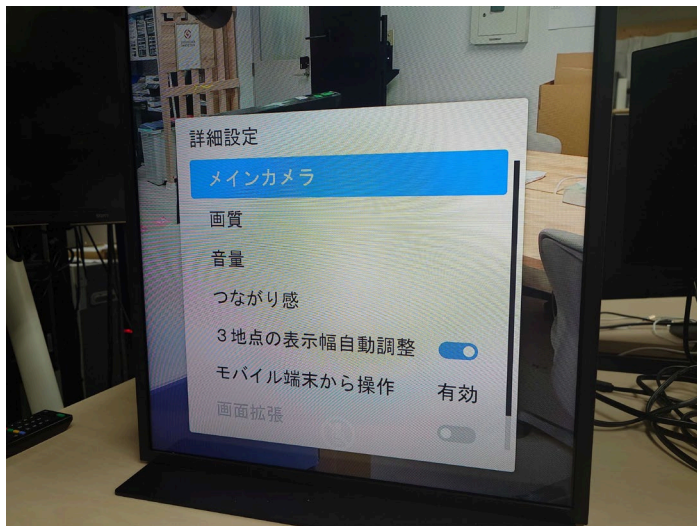 詳細設定
メインカメラ
画質
音量
つながり感
3地点の表示幅自動調整
モバイル端末から操作 有効
画面拡張